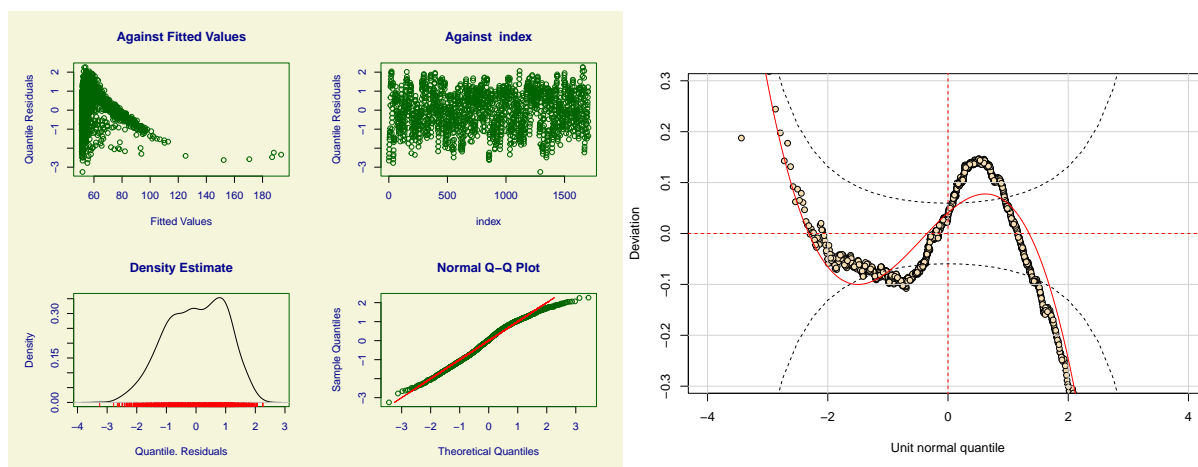 Against Fitted Values
Quantile Residuals
−3 −1 0 1 2
60 80 100 120 140 160 180
Fitted Values
Against index
Quantile Residuals
−3 −1 0 1 2
0 500 1000 1500
index
Density Estimate
Density
0.00 0.15 0.30
−4 −3 −2 −1 0 1 2 3
Quantile. Residuals
Normal Q−Q Plot
Sample Quantiles
−3 −1 0 1 2
−3 −2 −1 0 1 2 3
Theoretical Quantiles
Deviation
−0.3 −0.2 −0.1 0.0 0.1 0.2 0.3
−4 −2 0 2 4
Unit normal quantile